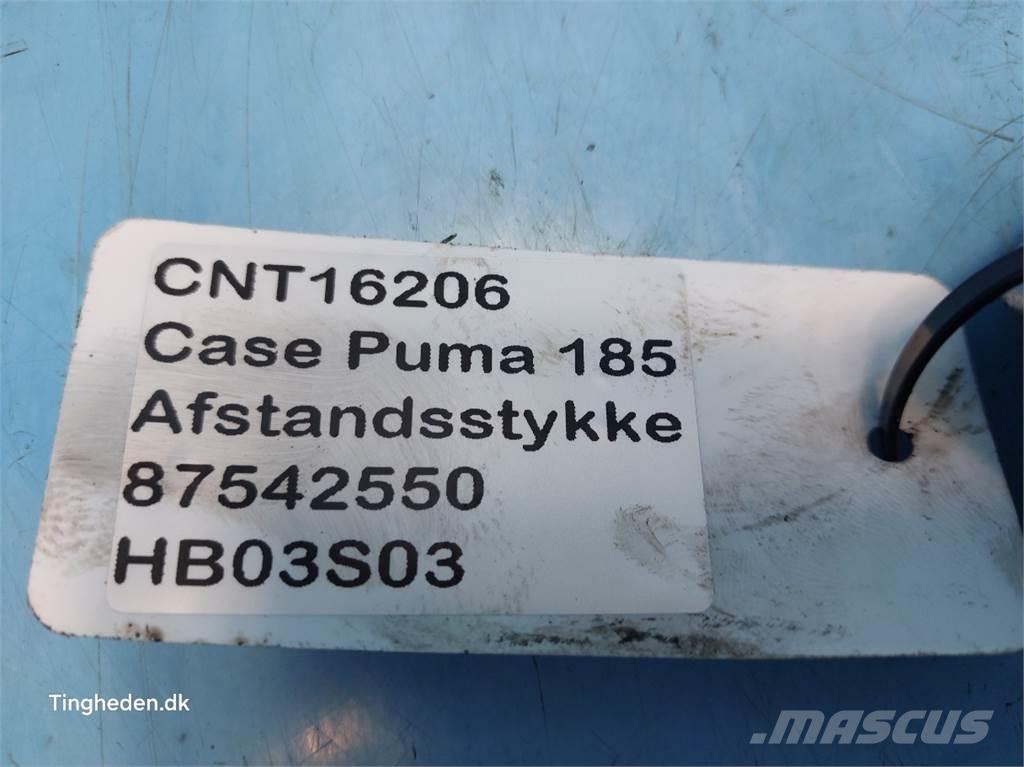 CNT16206
Case Puma 185
Afstandsstykke
87542550
HB03S03
Tingheden.dk
MASCUS